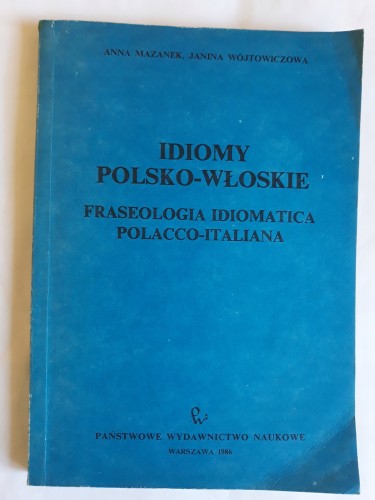 ANNA MAZANEK, JANINA WÓJTOWICZOWA
IDIOMY
POLSKO-WŁOSKIE
FRASEOLOGIA IDIOMATICA
POLACCO-ITALIANA
PAŃSTWOWE WYDAWNICTWO NAUKOWE
WARSZAWA 1986